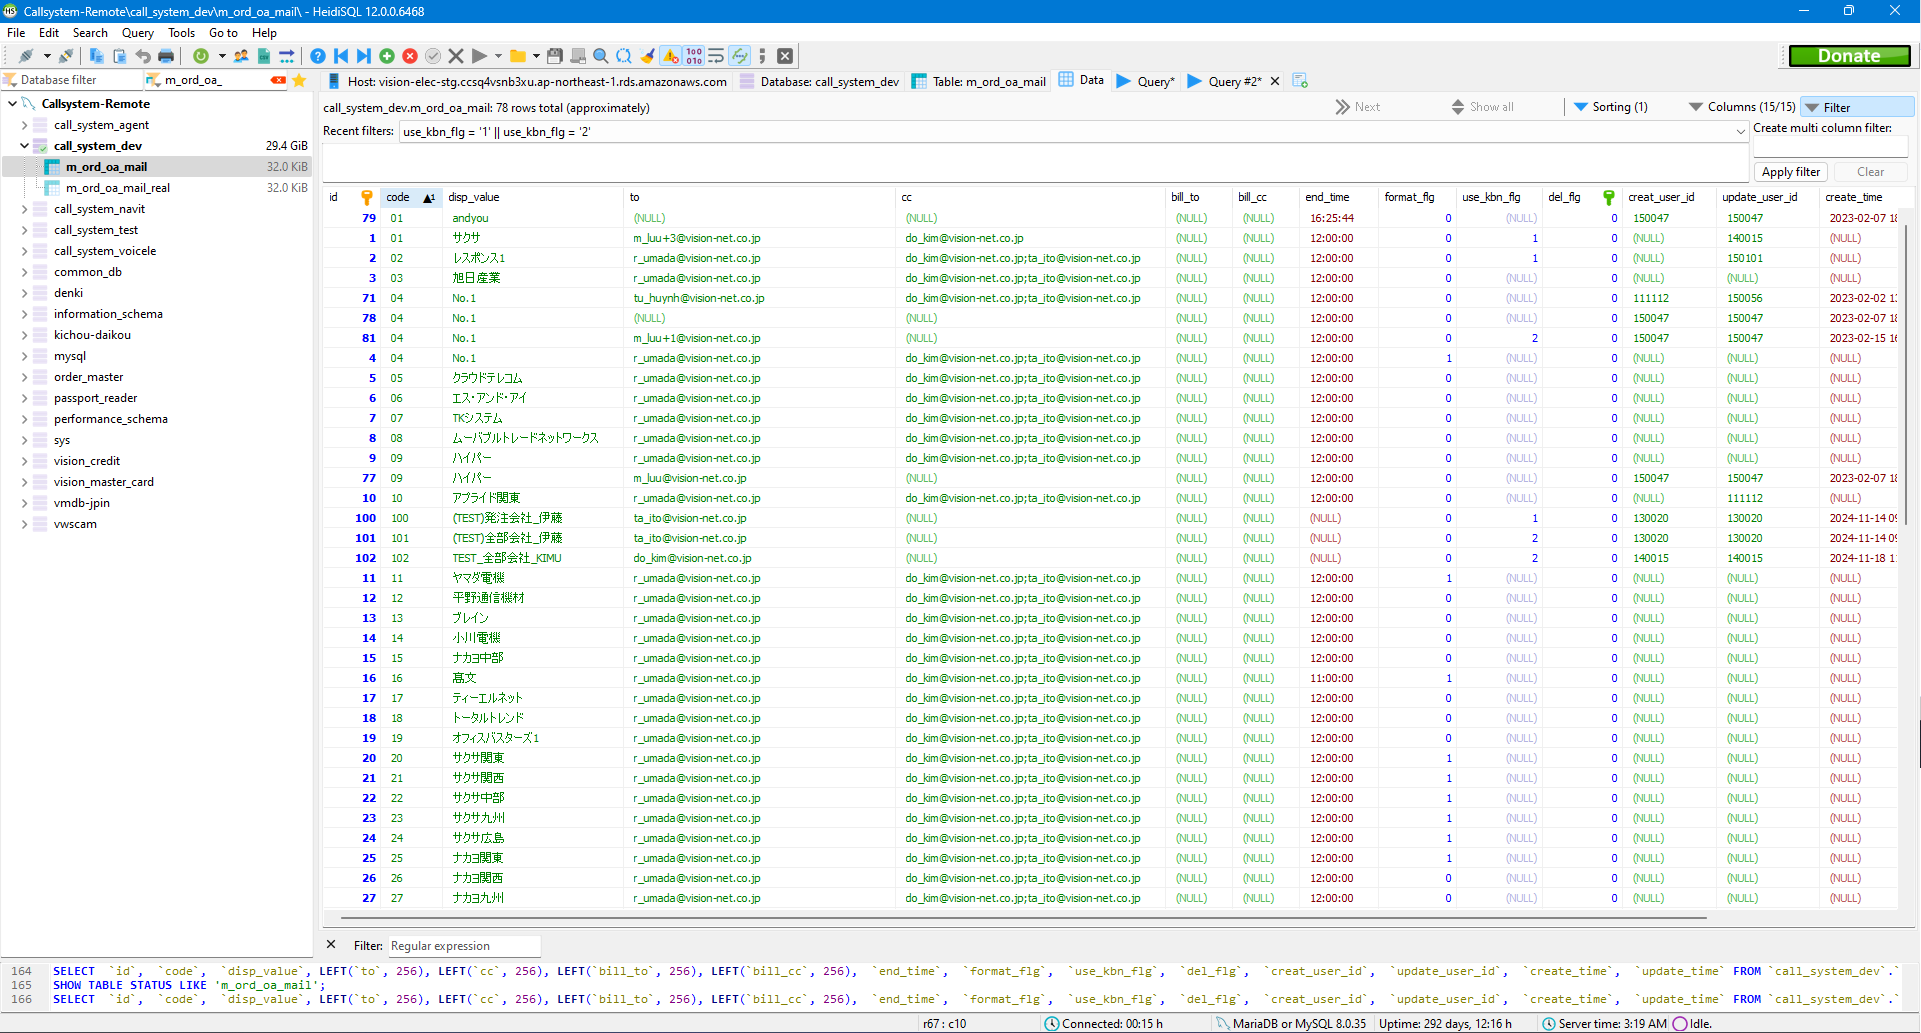 Callsystem-Remote\call_system_dev\m_ord_oa_mail\ - HeidiSQL 12.0.0.6468
File Edit Search Query Tools Go to Help
Donate
Database filter m_ord_oa_
Host: vision-elec-stg.ccsq4vsnb3xu.ap-northeast-1.rds.amazonaws.com Database: call_system_dev Table: m_ord_oa_mail Data Query* Query #2*
Callsystem-Remote
call_system_agent
call_system_dev 29.4 GiB
m_ord_oa_mail 32.0 KiB
m_ord_oa_mail_real 32.0 KiB
call_system_navit
call_system_test
call_system_voicele
common_db
denki
information_schema
kichou-daikou
mysql
order_master
passport_reader
performance_schema
sys
vision_credit
vision_master_card
vmdb-jpin
vwscam
call_system_dev.m_ord_oa_mail: 78 rows total (approximately) Next Show all Sorting (1) Columns (15/15) Filter
Recent filters: use_kbn_flg = '1' || use_kbn_flg = '2' Create multi column filter:
Apply filter Clear
id code 1 disp_value to cc bill_to bill_cc end_time format_flg use_kbn_flg del_flg creat_user_id update_user_id create_time
79 01 andyou (NULL) (NULL) (NULL) (NULL) 16:25:44 0 (NULL) 0 150047 150047 2023-02-07 18
1 01 サクサ m_luu+3@vision-net.co.jp do_kim@vision-net.co.jp (NULL) (NULL) 12:00:00 0 1 0 (NULL) 140015 (NULL)
2 02 レスポンス1 r_umada@vision-net.co.jp do_kim@vision-net.co.jp;ta_ito@vision-net.co.jp (NULL) (NULL) 12:00:00 0 1 0 (NULL) 150101 (NULL)
3 03 旭日産業 r_umada@vision-net.co.jp do_kim@vision-net.co.jp;ta_ito@vision-net.co.jp (NULL) (NULL) 12:00:00 0 (NULL) 0 (NULL) (NULL) (NULL)
71 04 No.1 tu_huynh@vision-net.co.jp do_kim@vision-net.co.jp;ta_ito@vision-net.co.jp (NULL) (NULL) 12:00:00 0 (NULL) 0 111112 150056 2023-02-02 13
78 04 No.1 (NULL) (NULL) (NULL) (NULL) 12:00:00 0 (NULL) 0 150047 150047 2023-02-07 18
81 04 No.1 m_luu+1@vision-net.co.jp (NULL) (NULL) (NULL) 12:00:00 0 2 0 150047 150047 2023-02-15 16
4 04 No.1 r_umada@vision-net.co.jp do_kim@vision-net.co.jp;ta_ito@vision-net.co.jp (NULL) (NULL) 12:00:00 1 (NULL) 0 (NULL) (NULL) (NULL)
5 05 クラウドテレコム r_umada@vision-net.co.jp do_kim@vision-net.co.jp;ta_ito@vision-net.co.jp (NULL) (NULL) 12:00:00 0 (NULL) 0 (NULL) (NULL) (NULL)
6 06 エス・アンド・アイ r_umada@vision-net.co.jp do_kim@vision-net.co.jp;ta_ito@vision-net.co.jp (NULL) (NULL) 12:00:00 0 (NULL) 0 (NULL) (NULL) (NULL)
7 07 TKシステム r_umada@vision-net.co.jp do_kim@vision-net.co.jp;ta_ito@vision-net.co.jp (NULL) (NULL) 12:00:00 0 (NULL) 0 (NULL) (NULL) (NULL)
8 08 ムーバブルトレードネットワークス r_umada@vision-net.co.jp do_kim@vision-net.co.jp;ta_ito@vision-net.co.jp (NULL) (NULL) 12:00:00 0 (NULL) 0 (NULL) (NULL) (NULL)
9 09 ハイパー r_umada@vision-net.co.jp do_kim@vision-net.co.jp;ta_ito@vision-net.co.jp (NULL) (NULL) 12:00:00 0 (NULL) 0 (NULL) (NULL) (NULL)
77 09 ハイパー m_luu@vision-net.co.jp (NULL) (NULL) (NULL) 12:00:00 0 (NULL) 0 150047 150047 2023-02-07 18
10 10 アプライド関東 r_umada@vision-net.co.jp do_kim@vision-net.co.jp;ta_ito@vision-net.co.jp (NULL) (NULL) 12:00:00 0 (NULL) 0 (NULL) 111112 (NULL)
100 100 (TEST)発注会社_伊藤 ta_ito@vision-net.co.jp (NULL) (NULL) (NULL) (NULL) 0 1 0 130020 130020 2024-11-14 09
101 101 (TEST)全部会社_伊藤 ta_ito@vision-net.co.jp (NULL) (NULL) (NULL) (NULL) 0 2 0 130020 130020 2024-11-14 09
102 102 TEST_全部会社_KIMU do_kim@vision-net.co.jp (NULL) (NULL) (NULL) (NULL) 0 2 0 140015 140015 2024-11-18 11
11 11 ヤマダ電機 r_umada@vision-net.co.jp do_kim@vision-net.co.jp;ta_ito@vision-net.co.jp (NULL) (NULL) 12:00:00 1 (NULL) 0 (NULL) (NULL) (NULL)
12 12 平野通信機材 r_umada@vision-net.co.jp do_kim@vision-net.co.jp;ta_ito@vision-net.co.jp (NULL) (NULL) 12:00:00 0 (NULL) 0 (NULL) (NULL) (NULL)
13 13 ブレイン r_umada@vision-net.co.jp do_kim@vision-net.co.jp;ta_ito@vision-net.co.jp (NULL) (NULL) 12:00:00 0 (NULL) 0 (NULL) (NULL) (NULL)
14 14 小川電機 r_umada@vision-net.co.jp do_kim@vision-net.co.jp;ta_ito@vision-net.co.jp (NULL) (NULL) 12:00:00 0 (NULL) 0 (NULL) (NULL) (NULL)
15 15 ナカヨ中部 r_umada@vision-net.co.jp do_kim@vision-net.co.jp;ta_ito@vision-net.co.jp (NULL) (NULL) 12:00:00 0 (NULL) 0 (NULL) (NULL) (NULL)
16 16 髙文 r_umada@vision-net.co.jp do_kim@vision-net.co.jp;ta_ito@vision-net.co.jp (NULL) (NULL) 11:00:00 1 (NULL) 0 (NULL) (NULL) (NULL)
17 17 ティーエルネット r_umada@vision-net.co.jp do_kim@vision-net.co.jp;ta_ito@vision-net.co.jp (NULL) (NULL) 12:00:00 0 (NULL) 0 (NULL) (NULL) (NULL)
18 18 トータルトレンド r_umada@vision-net.co.jp do_kim@vision-net.co.jp;ta_ito@vision-net.co.jp (NULL) (NULL) 12:00:00 0 (NULL) 0 (NULL) (NULL) (NULL)
19 19 オフィスバスターズ1 r_umada@vision-net.co.jp do_kim@vision-net.co.jp;ta_ito@vision-net.co.jp (NULL) (NULL) 12:00:00 0 (NULL) 0 (NULL) (NULL) (NULL)
20 20 サクサ関東 r_umada@vision-net.co.jp do_kim@vision-net.co.jp;ta_ito@vision-net.co.jp (NULL) (NULL) 12:00:00 1 (NULL) 0 (NULL) (NULL) (NULL)
21 21 サクサ関西 r_umada@vision-net.co.jp do_kim@vision-net.co.jp;ta_ito@vision-net.co.jp (NULL) (NULL) 12:00:00 1 (NULL) 0 (NULL) (NULL) (NULL)
22 22 サクサ中部 r_umada@vision-net.co.jp do_kim@vision-net.co.jp;ta_ito@vision-net.co.jp (NULL) (NULL) 12:00:00 1 (NULL) 0 (NULL) (NULL) (NULL)
23 23 サクサ九州 r_umada@vision-net.co.jp do_kim@vision-net.co.jp;ta_ito@vision-net.co.jp (NULL) (NULL) 12:00:00 1 (NULL) 0 (NULL) (NULL) (NULL)
24 24 サクサ広島 r_umada@vision-net.co.jp do_kim@vision-net.co.jp;ta_ito@vision-net.co.jp (NULL) (NULL) 12:00:00 1 (NULL) 0 (NULL) (NULL) (NULL)
25 25 ナカヨ関東 r_umada@vision-net.co.jp do_kim@vision-net.co.jp;ta_ito@vision-net.co.jp (NULL) (NULL) 12:00:00 1 (NULL) 0 (NULL) (NULL) (NULL)
26 26 ナカヨ関西 r_umada@vision-net.co.jp do_kim@vision-net.co.jp;ta_ito@vision-net.co.jp (NULL) (NULL) 12:00:00 0 (NULL) 0 (NULL) (NULL) (NULL)
27 27 ナカヨ九州 r_umada@vision-net.co.jp do_kim@vision-net.co.jp;ta_ito@vision-net.co.jp (NULL) (NULL) 12:00:00 0 (NULL) 0 (NULL) (NULL) (NULL)
Filter: Regular expression
164 SELECT `id`, `code`, `disp_value`, LEFT(`to`, 256), LEFT(`cc`, 256), LEFT(`bill_to`, 256), LEFT(`bill_cc`, 256), `end_time`, `format_flg`, `use_kbn_flg`, `del_flg`, `creat_user_id`, `update_user_id`, `create_time`, `update_time` FROM `call_system_dev`.`
165 SHOW TABLE STATUS LIKE 'm_ord_oa_mail';
166 SELECT `id`, `code`, `disp_value`, LEFT(`to`, 256), LEFT(`cc`, 256), LEFT(`bill_to`, 256), LEFT(`bill_cc`, 256), `end_time`, `format_flg`, `use_kbn_flg`, `del_flg`, `creat_user_id`, `update_user_id`, `create_time`, `update_time` FROM `call_system_dev`.`
r67 : c10 Connected: 00:15 h MariaDB or MySQL 8.0.35 Uptime: 292 days, 12:16 h Server time: 3:19 AM Idle.